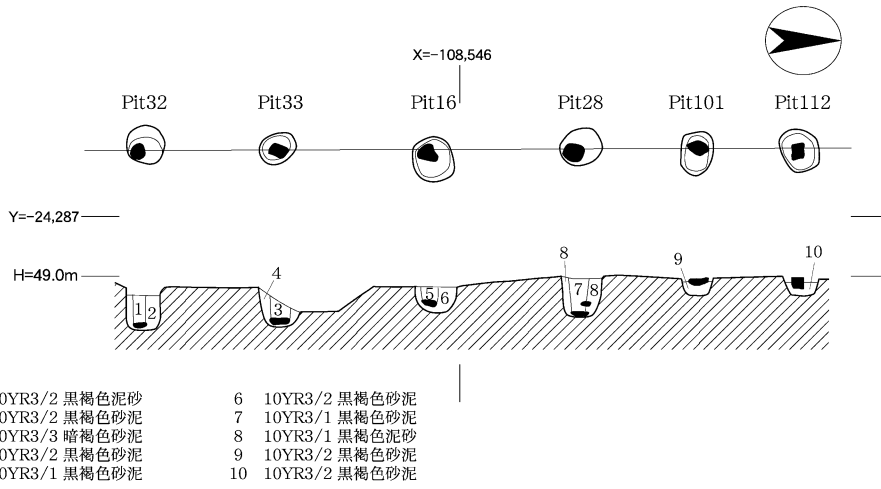 X=-108,546
Pit32 Pit33 Pit16 Pit28 Pit101 Pit112
Y=-24,287
H=49.0m
4 8 9 10
1 2 3 5 6 7 8
0YR3/2 黒褐色泥砂
0YR3/2 黒褐色砂泥
0YR3/3 暗褐色砂泥
0YR3/2 黒褐色砂泥
0YR3/1 黒褐色砂泥
6 10YR3/2 黒褐色砂泥
7 10YR3/1 黒褐色砂泥
8 10YR3/1 黒褐色泥砂
9 10YR3/2 黒褐色砂泥
10 10YR3/2 黒褐色砂泥